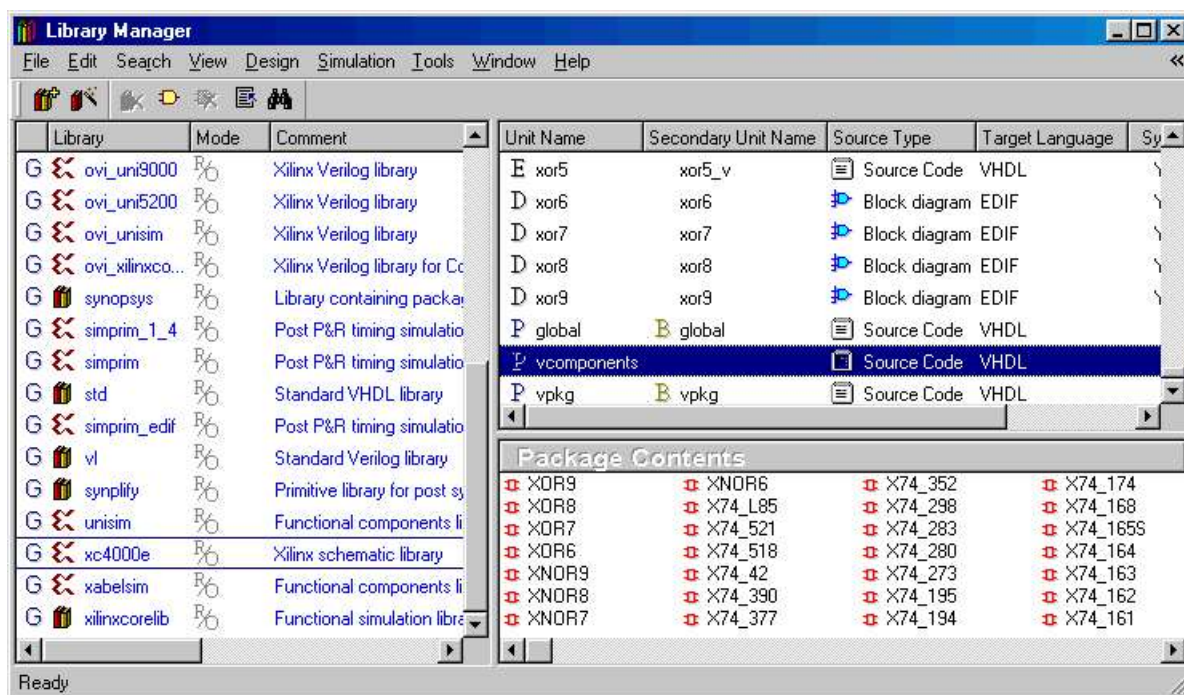 Library Manager
File Edit Search View Design Simulation Tools Window Help
Library Mode Comment
G ovi_uni9000 R/O Xilinx Verilog library
G ovi_uni5200 R/O Xilinx Verilog library
G ovi_unisim R/O Xilinx Verilog library
G ovi_xilinxco... R/O Xilinx Verilog library for Co
G synopsys R/O Library containing packag
G simprim_1_4 R/O Post P&R timing simulatio
G simprim R/O Post P&R timing simulatio
G std R/O Standard VHDL library
G simprim_edif R/O Post P&R timing simulatio
G vl R/O Standard Verilog library
G synplify R/O Primitive library for post sy
G unisim R/O Functional components li
G xc4000e R/O Xilinx schematic library
G xabelsim R/O Functional components li
G xilinxcorelib R/O Functional simulation libra
Unit Name Secondary Unit Name Source Type Target Language Sy
E xor5 xor5_v Source Code VHDL
D xor6 xor6 Block diagram EDIF
D xor7 xor7 Block diagram EDIF
D xor8 xor8 Block diagram EDIF
D xor9 xor9 Block diagram EDIF
P global B global Source Code VHDL
P vcomponents Source Code VHDL
P vpkg B vpkg Source Code VHDL
Package Contents
XOR9 XNOR6 X74_352 X74_174
XOR8 X74_L85 X74_298 X74_168
XOR7 X74_521 X74_283 X74_165S
XOR6 X74_518 X74_280 X74_164
XNOR9 X74_42 X74_273 X74_163
XNOR8 X74_390 X74_195 X74_162
XNOR7 X74_377 X74_194 X74_161
Ready